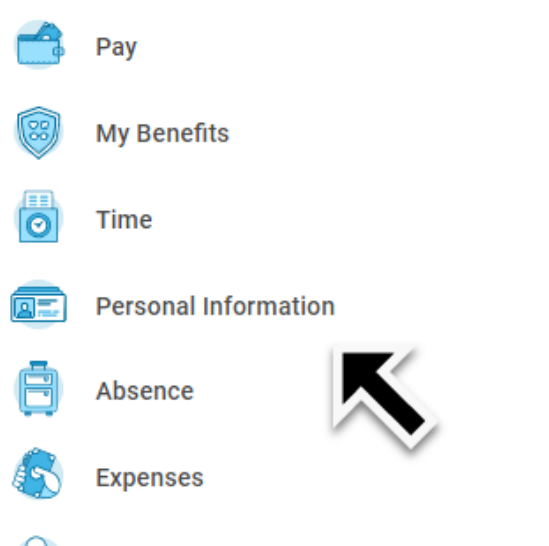 Pay
My Benefits
Time
Personal Information
Absence
Expenses